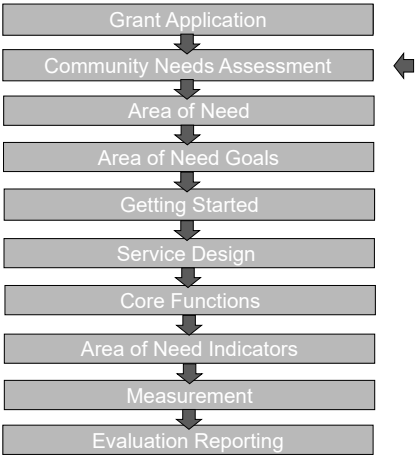 Grant Application
Community Needs Assessment
Area of Need
Area of Need Goals
Getting Started
Service Design
Core Functions
Area of Need Indicators
Measurement
Evaluation Reporting